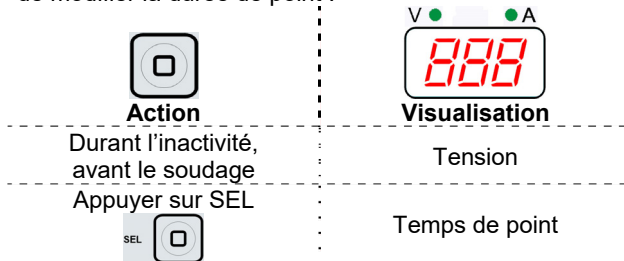 de modifier la durée de point :
V A
888
Action Visualisation
Durant l'inactivité,
avant le soudage
Tension
Appuyer sur SEL
SEL
Temps de point